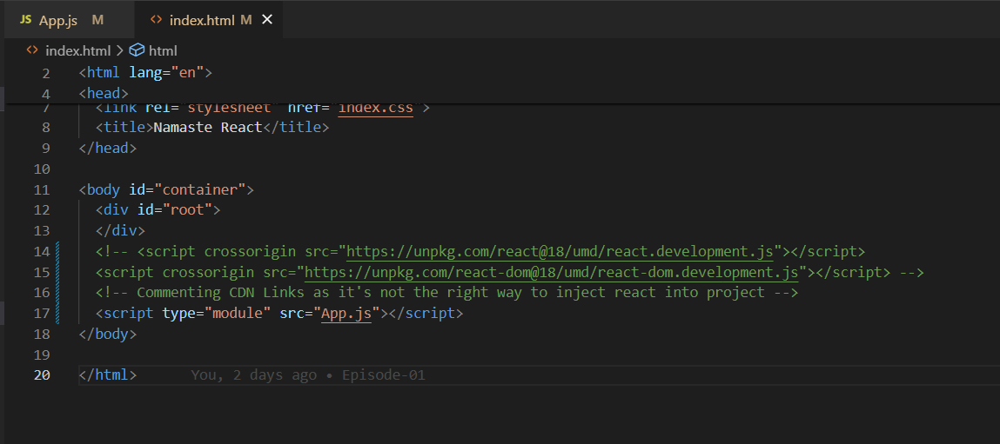 JS App.js M
index.html M
index.html > html
2 <html lang="en">
4 <head>
7 <link rel="stylesheet" href="index.css">
8 <title>Namaste React</title>
9 </head>
10
11 <body id="container">
12 <div id="root">
13 </div>
14 <!-- <script crossorigin src="https://unpkg.com/react@18/umd/react.development.js"></script>
15 <script crossorigin src="https://unpkg.com/react-dom@18/umd/react-dom.development.js"></script> -->
16 <!-- Commenting CDN Links as it's not the right way to inject react into project -->
17 <script type="module" src="App.js"></script>
18 </body>
19
20 </html> You, 2 days ago • Episode-01